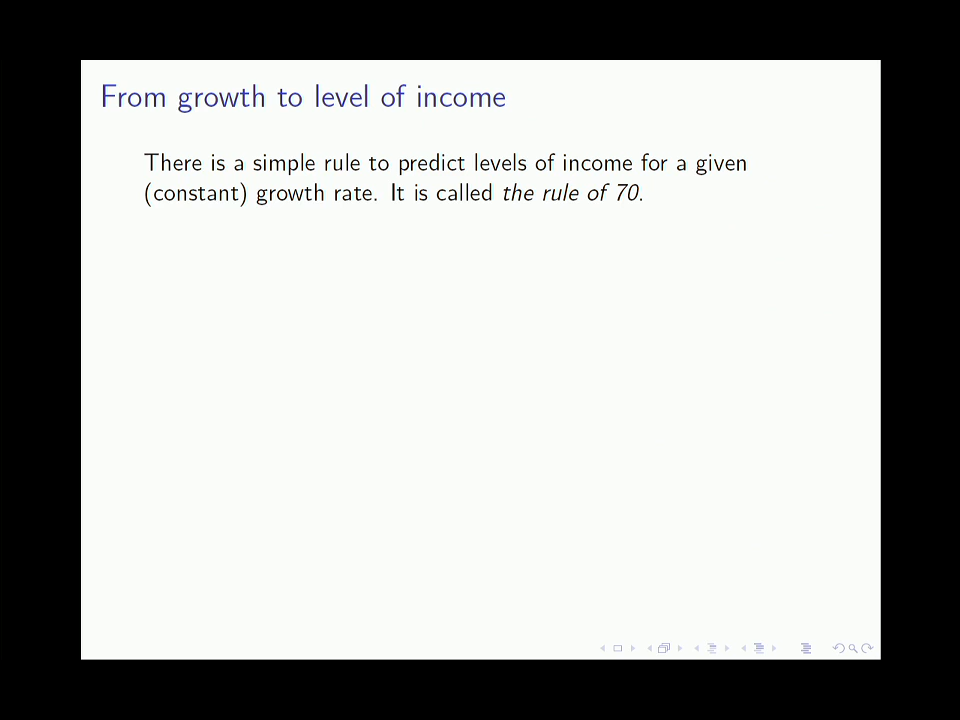 From growth to level of income
There is a simple rule to predict levels of income for a given
(constant) growth rate. It is called the rule of 70.